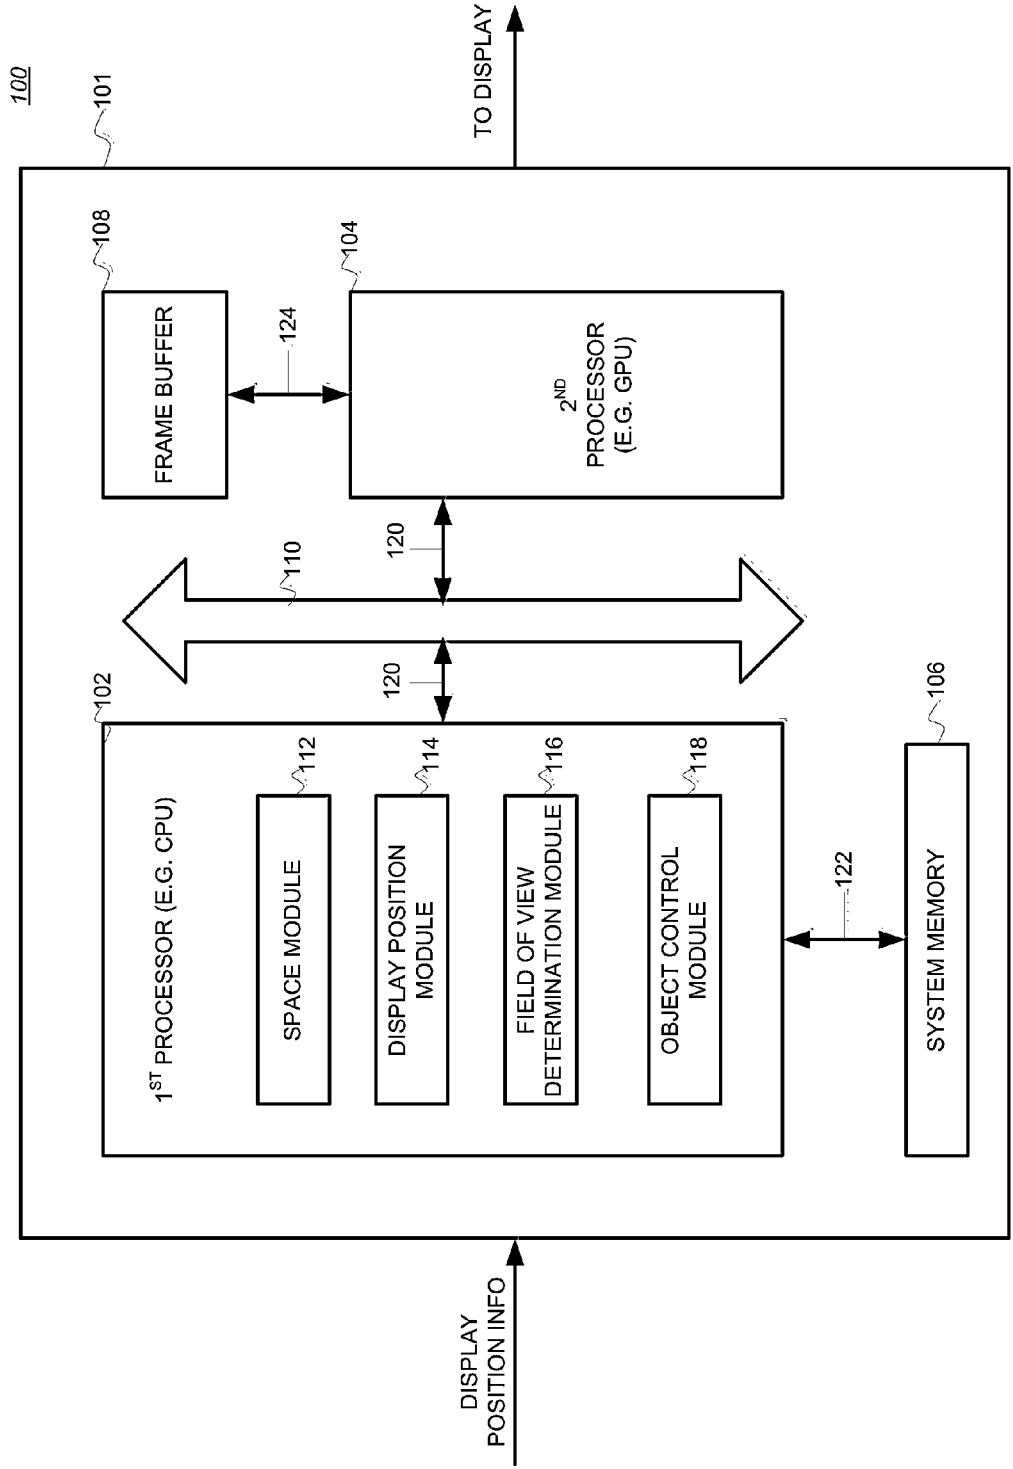 100
101
DISPLAY
POSITION INFO
TO DISPLAY
102
1ST PROCESSOR (E.G. CPU)
112
SPACE MODULE
114
DISPLAY POSITION
MODULE
116
FIELD OF VIEW
DETERMINATION MODULE
118
OBJECT CONTROL
MODULE
120
110
120
108
FRAME BUFFER
124
104
2ND
PROCESSOR
(E.G. GPU)
122
106
SYSTEM MEMORY